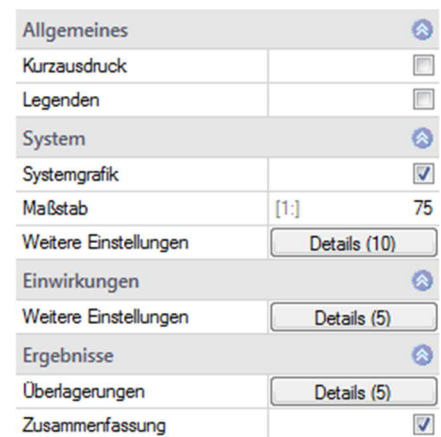 Allgemeines
Kurzausdruck
Legenden
System
Systemgrafik
Maßstab [1:] 75
Weitere Einstellungen Details (10)
Einwirkungen
Weitere Einstellungen Details (5)
Ergebnisse
Überlagerungen Details (5)
Zusammenfassung